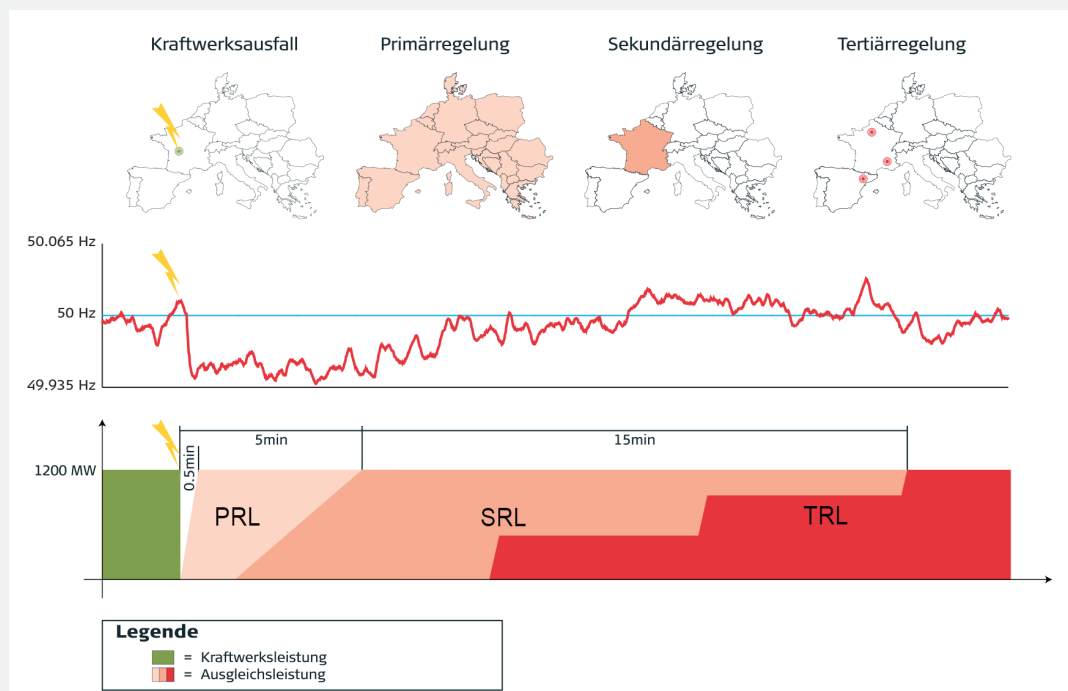 Kraftwerksausfall
Primärregelung
Sekundärregelung
Tertiärregelung
50.065 Hz
50 Hz
49.935 Hz
5min
15min
0.5min
1200 MW
PRL
SRL
TRL
Legende
= Kraftwerksleistung
= Ausgleichsleistung